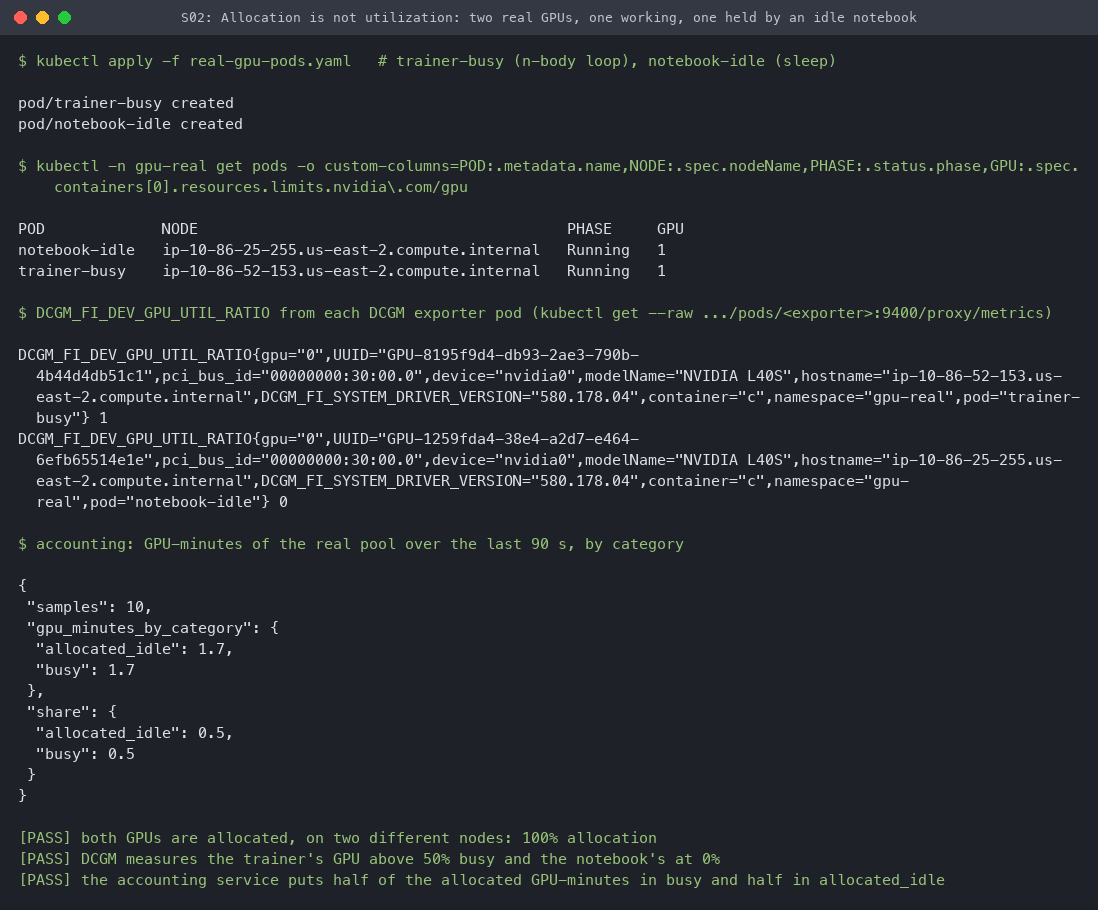 S02: Allocation is not utilization: two real GPUs, one working, one held by an idle notebook
$ kubectl apply -f real-gpu-pods.yaml   # trainer-busy (n-body loop), notebook-idle (sleep)
pod/trainer-busy created
pod/notebook-idle created
$ kubectl -n gpu-real get pods -o custom-columns=POD:.metadata.name,NODE:.spec.nodeName,PHASE:.status.phase,GPU:.spec.
containers[0].resources.limits.nvidia\.com/gpu
POD             NODE                                         PHASE     GPU
notebook-idle   ip-10-86-25-255.us-east-2.compute.internal   Running   1
trainer-busy    ip-10-86-52-153.us-east-2.compute.internal   Running   1
$ DCGM_FI_DEV_GPU_UTIL_RATIO from each DCGM exporter pod (kubectl get --raw .../pods/<exporter>:9400/proxy/metrics)
DCGM_FI_DEV_GPU_UTIL_RATIO{gpu="0",UUID="GPU-8195f9d4-db93-2ae3-790b-
4b44d4db51c1",pci_bus_id="00000000:30:00.0",device="nvidia0",modelName="NVIDIA L40S",hostname="ip-10-86-52-153.us-
east-2.compute.internal",DCGM_FI_SYSTEM_DRIVER_VERSION="580.178.04",container="c",namespace="gpu-real",pod="trainer-
busy"} 1
DCGM_FI_DEV_GPU_UTIL_RATIO{gpu="0",UUID="GPU-1259fda4-38e4-a2d7-e464-
6efb65514e1e",pci_bus_id="00000000:30:00.0",device="nvidia0",modelName="NVIDIA L40S",hostname="ip-10-86-25-255.us-
east-2.compute.internal",DCGM_FI_SYSTEM_DRIVER_VERSION="580.178.04",container="c",namespace="gpu-
real",pod="notebook-idle"} 0
$ accounting: GPU-minutes of the real pool over the last 90 s, by category
{
"samples": 10,
"gpu_minutes_by_category": {
"allocated_idle": 1.7,
"busy": 1.7
},
"share": {
"allocated_idle": 0.5,
"busy": 0.5
}
}
[PASS] both GPUs are allocated, on two different nodes: 100% allocation
[PASS] DCGM measures the trainer's GPU above 50% busy and the notebook's at 0%
[PASS] the accounting service puts half of the allocated GPU-minutes in busy and half in allocated_idle